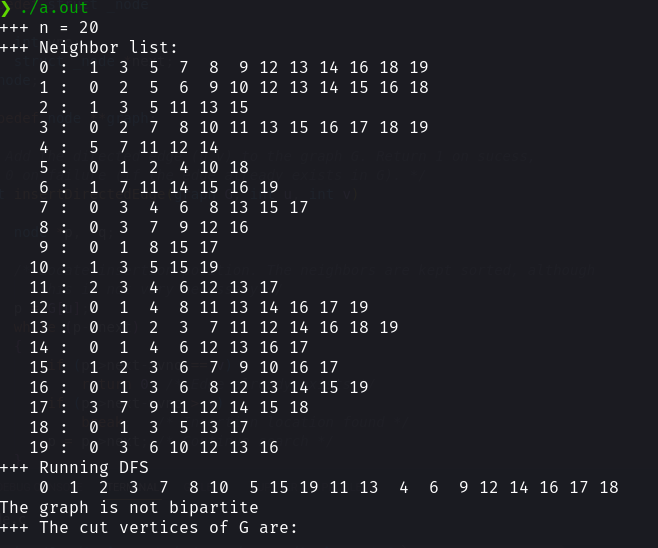 ❯ ./a.out
+++ n = 20
+++ Neighbor list:
0 : 1 3 5 7 8 9 12 13 14 16 18 19
1 : 0 2 5 6 9 10 12 13 14 15 16 18
2 : 1 3 5 11 13 15
3 : 0 2 7 8 10 11 13 15 16 17 18 19
4 : 5 7 11 12 14
5 : 0 1 2 4 10 18
6 : 1 7 11 14 15 16 19
7 : 0 3 4 6 8 13 15 17
8 : 0 3 7 9 12 16
9 : 0 1 8 15 17
10 : 1 3 5 15 19
11 : 2 3 4 6 12 13 17
12 : 0 1 4 8 11 13 14 16 17 19
13 : 0 1 2 3 7 11 12 14 16 18 19
14 : 0 1 4 6 12 13 16 17
15 : 1 2 3 6 7 9 10 16 17
16 : 0 1 3 6 8 12 13 14 15 19
17 : 3 7 9 11 12 14 15 18
18 : 0 1 3 5 13 17
19 : 0 3 6 10 12 13 16
+++ Running DFS
0 1 2 3 7 8 10 5 15 19 11 13 4 6 9 12 14 16 17 18
The graph is not bipartite
+++ The cut vertices of G are: